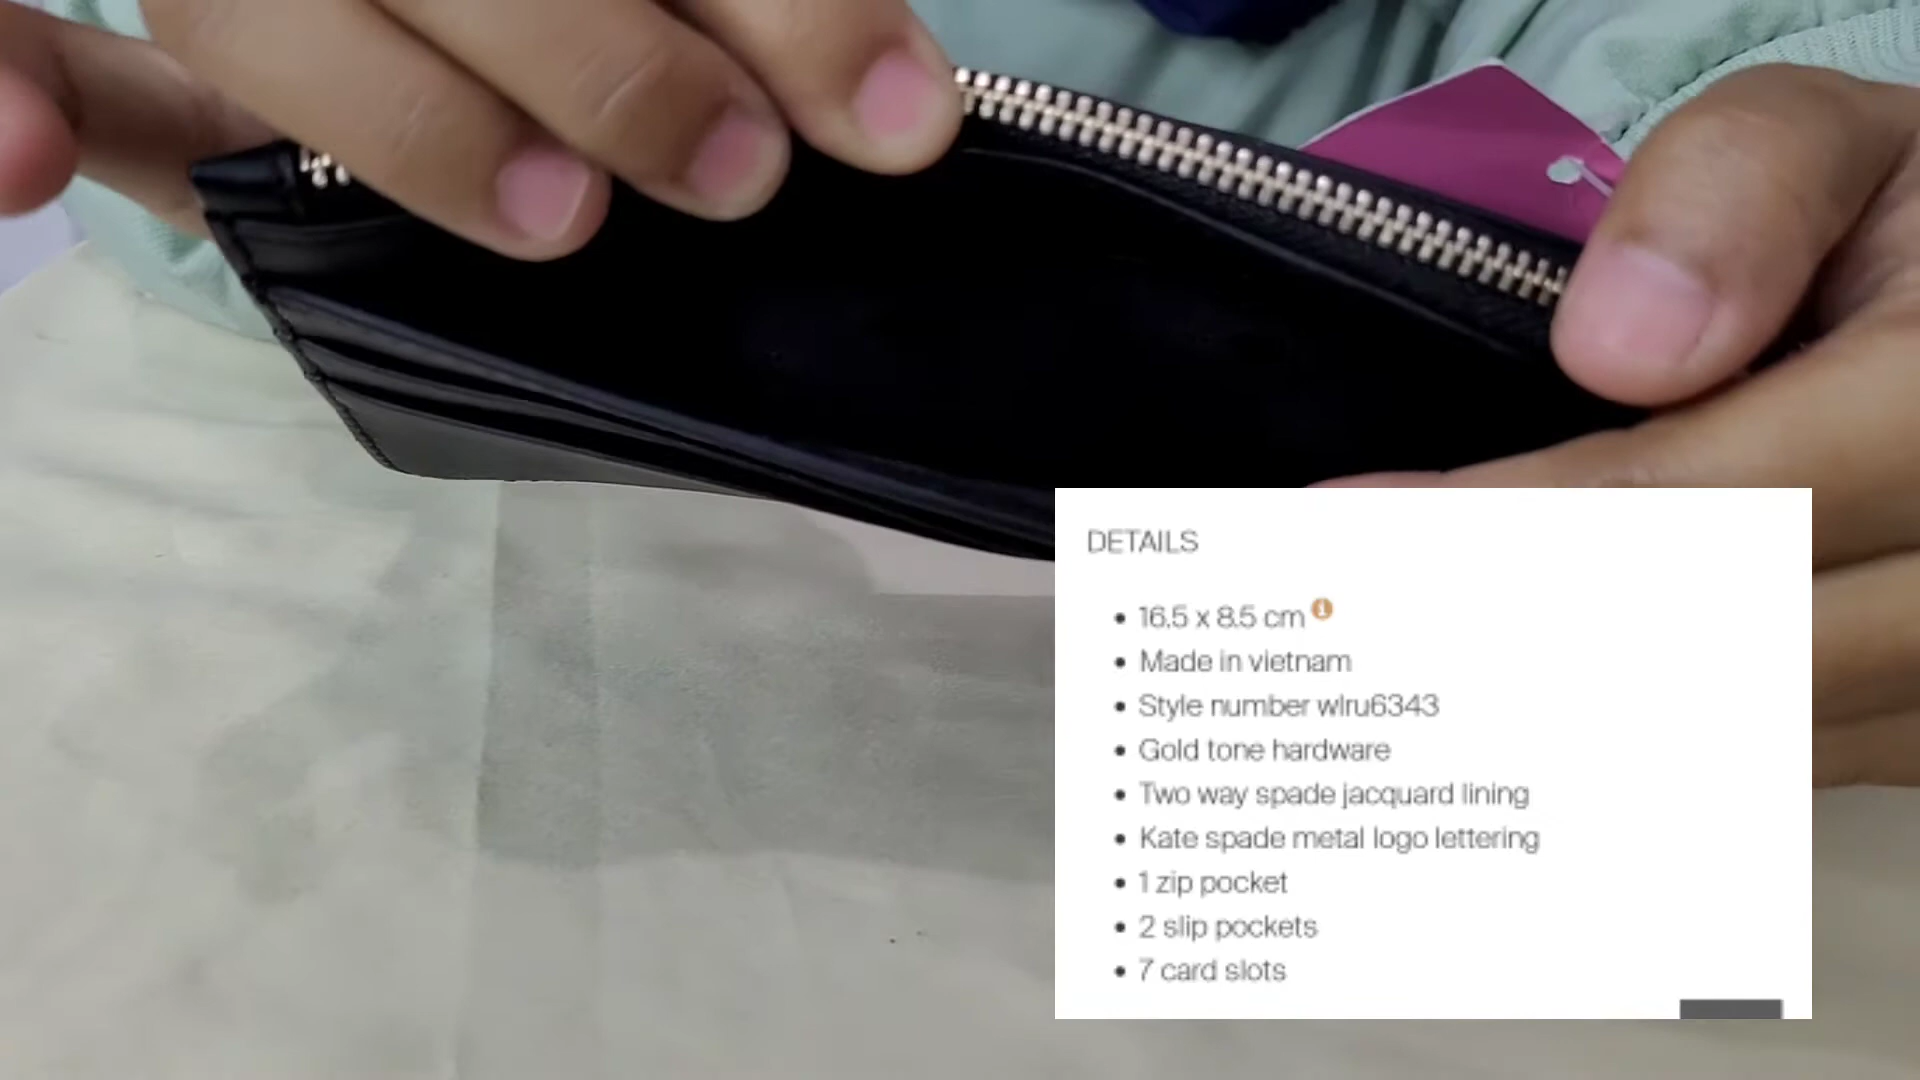 DETAILS
16.5 x 8.5 cm
Made in vietnam
Style number wlru6343
Gold tone hardware
Two way spade jacquard lining
Kate spade metal logo lettering
1 zip pocket
2 slip pockets
7 card slots